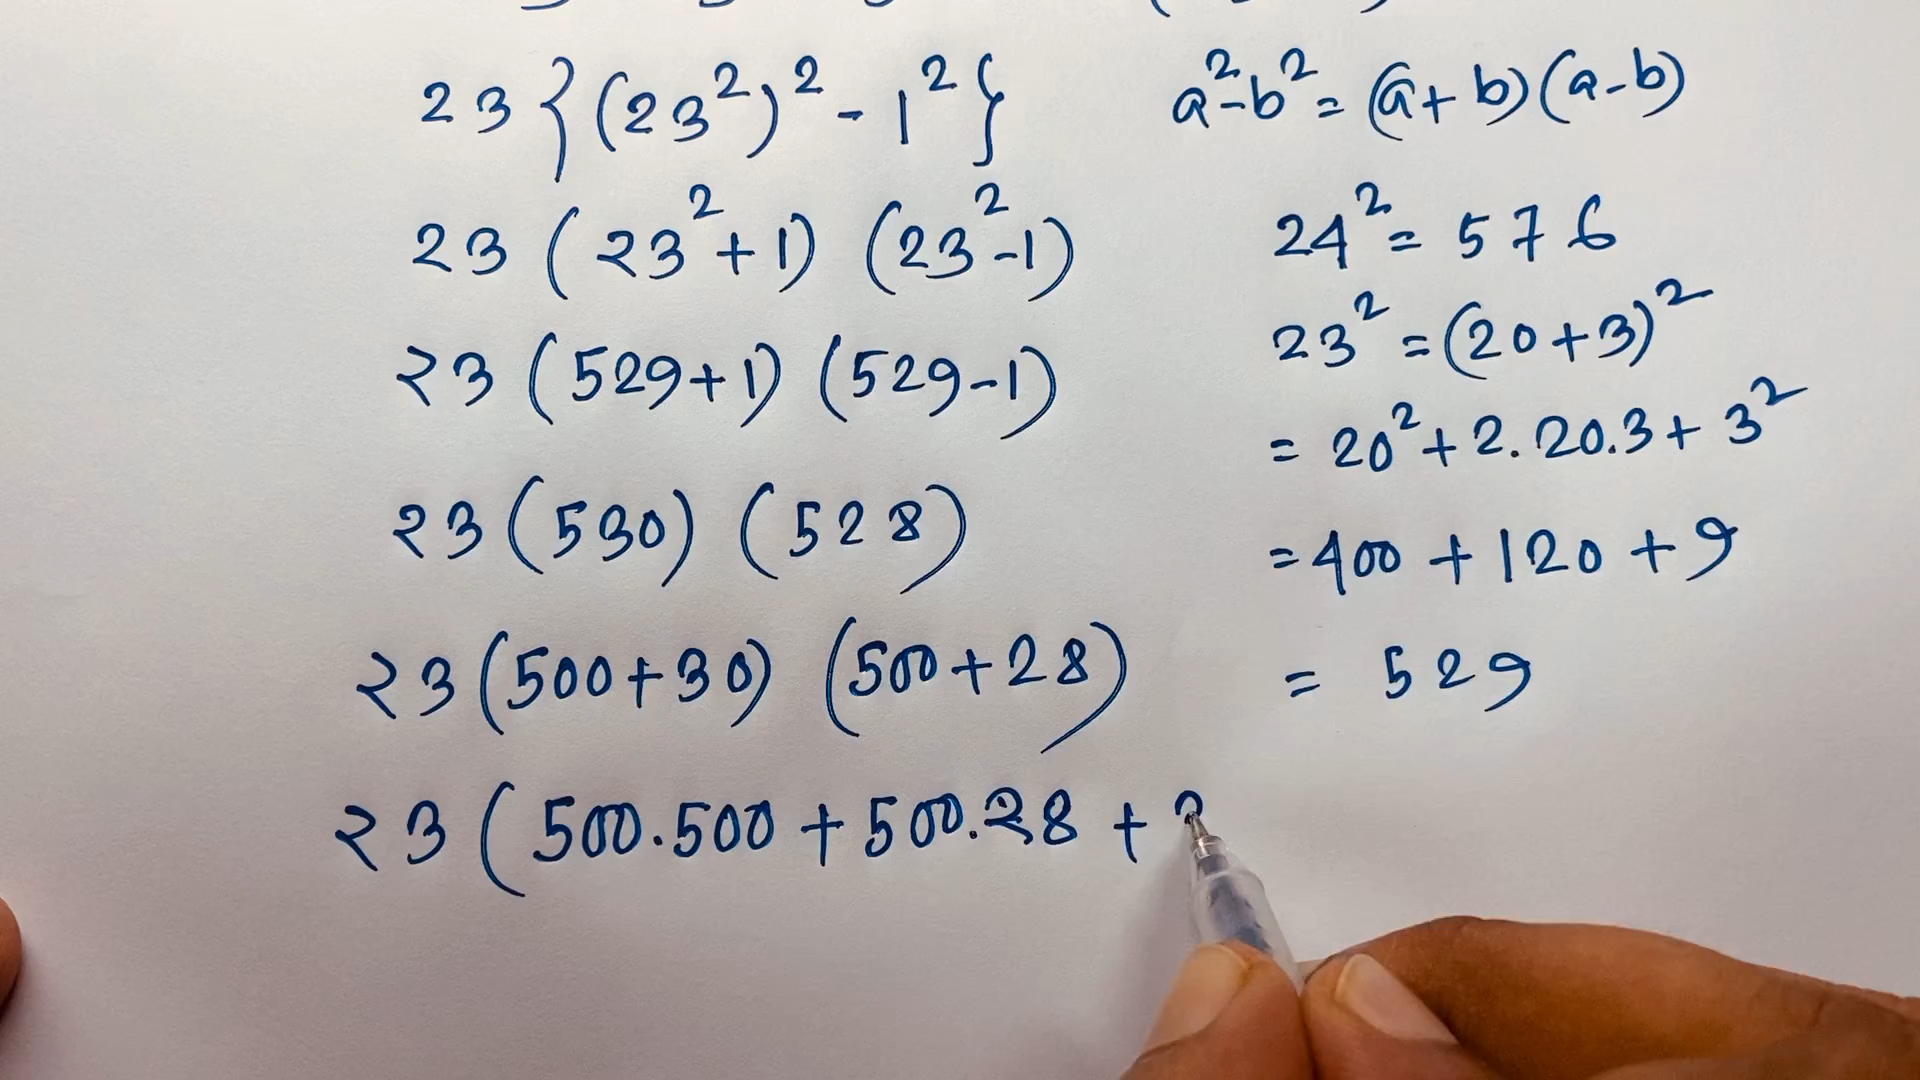 23{(23²)² - 1²}
23 (23² + 1) (23² - 1)
23 (529 + 1) (529 - 1)
23 (530) (528)
23 (500 + 30) (500 + 28)
23 (500.500 + 500.28 +
a² - b² = (a + b) (a - b)
24² = 576
23² = (20 + 3)²
= 20² + 2.20.3 + 3²
= 400 + 120 + 9
= 529